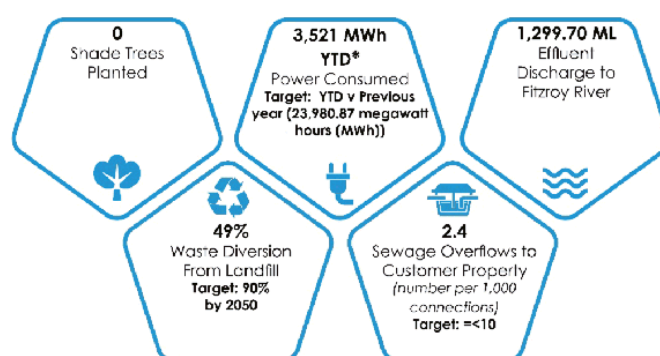 0
Shade Trees
Planted
3,521 MWh
YTD*
Power Consumed
Target: YTD v Previous
year (23,980.87 megawatt
hours (MWh))
1,299.70 ML
Effluent
Discharge to
Fitzroy River
49%
Waste Diversion
From Landfill
Target: 90%
by 2050
2.4
Sewage Overflows to
Customer Property
(number per 1,000
connections)
Target: =<10